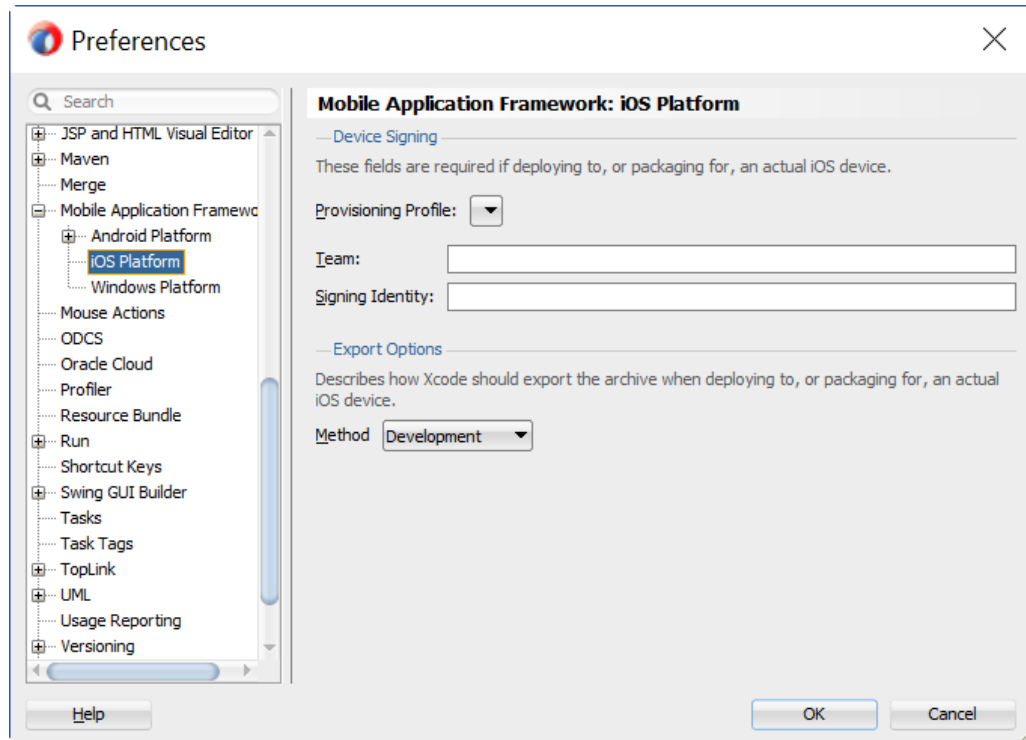 Preferences
Search
JSP and HTML Visual Editor
Maven
Merge
Mobile Application Framewo
Android Platform
iOS Platform
Windows Platform
Mouse Actions
ODCS
Oracle Cloud
Profiler
Resource Bundle
Run
Shortcut Keys
Swing GUI Builder
Tasks
Task Tags
TopLink
UML
Usage Reporting
Versioning
Mobile Application Framework: iOS Platform
Device Signing
These fields are required if deploying to, or packaging for, an actual iOS device.
Provisioning Profile:
Team:
Signing Identity:
Export Options
Describes how Xcode should export the archive when deploying to, or packaging for, an actual
iOS device.
Method Development
Help
OK
Cancel